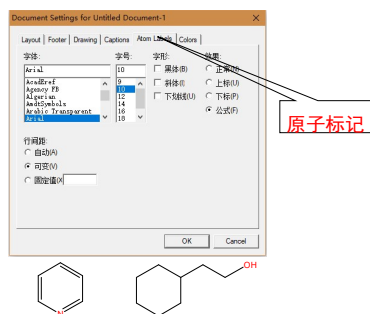 Document Settings for Untitled Document-1
Layout Footer Drawing Captions Atom Labels Colors
字体: 字号: 字形: 效果:
Arial 10 黑体(B) 正常(N)
AcadEref 9 斜体(I) 上标(U)
Agency FB 10 下划线(U) 下标(P)
Algerian 12 公式(F)
AmdtSymbols 14
Arabic Transparent 16
Arial 18
原子标记
行间距:
自动(A)
可变(V)
固定值(X
OK Cancel
OH
N